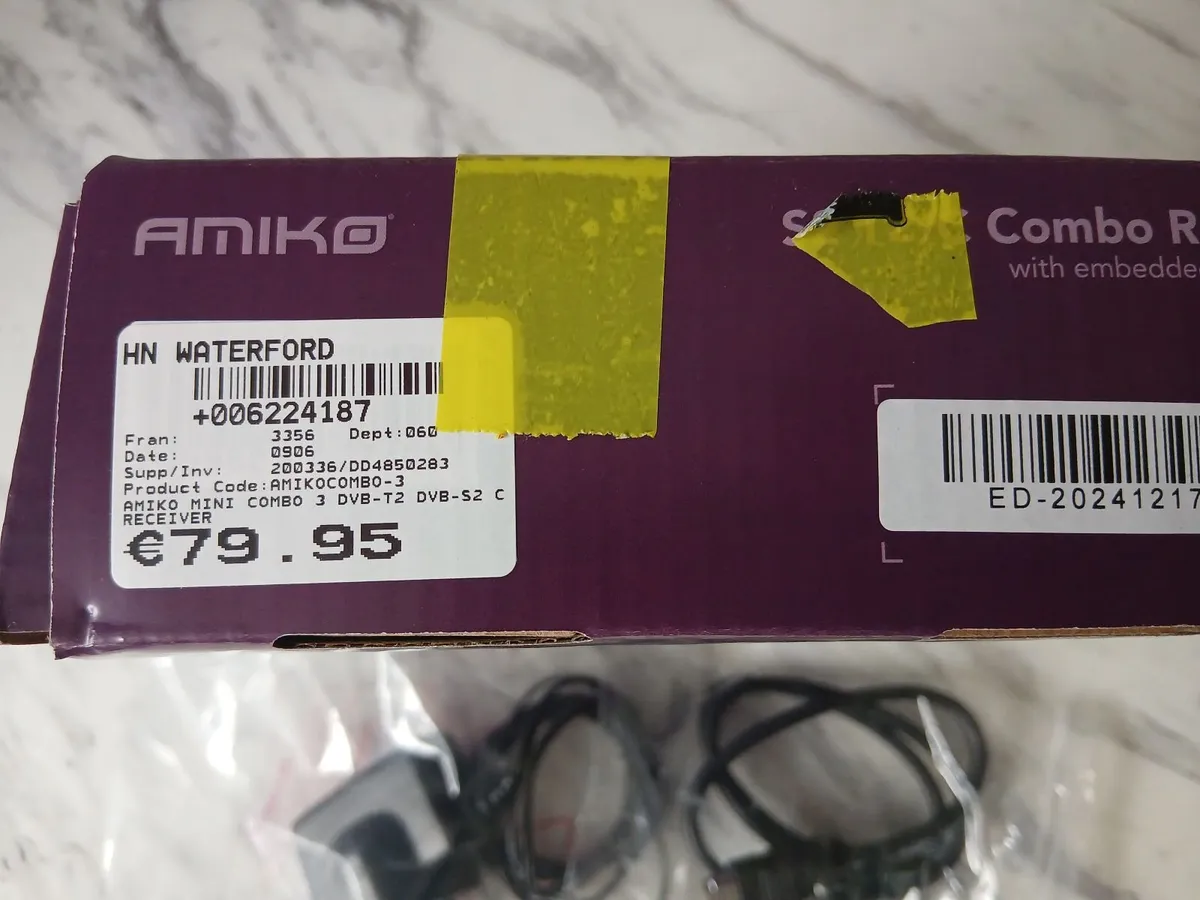 AMIKO
Combo R
with embedde
HN WATERFORD
+006224187
Fran: 3356 Dept:060
Date: 0906
Supp/Inv: 200336/DD4850283
Product Code:AMIKOCOMBO-3
AMIKO MINI COMBO 3 DVB-T2 DVB-S2 C
RECEIVER
€79.95
ED-20241217